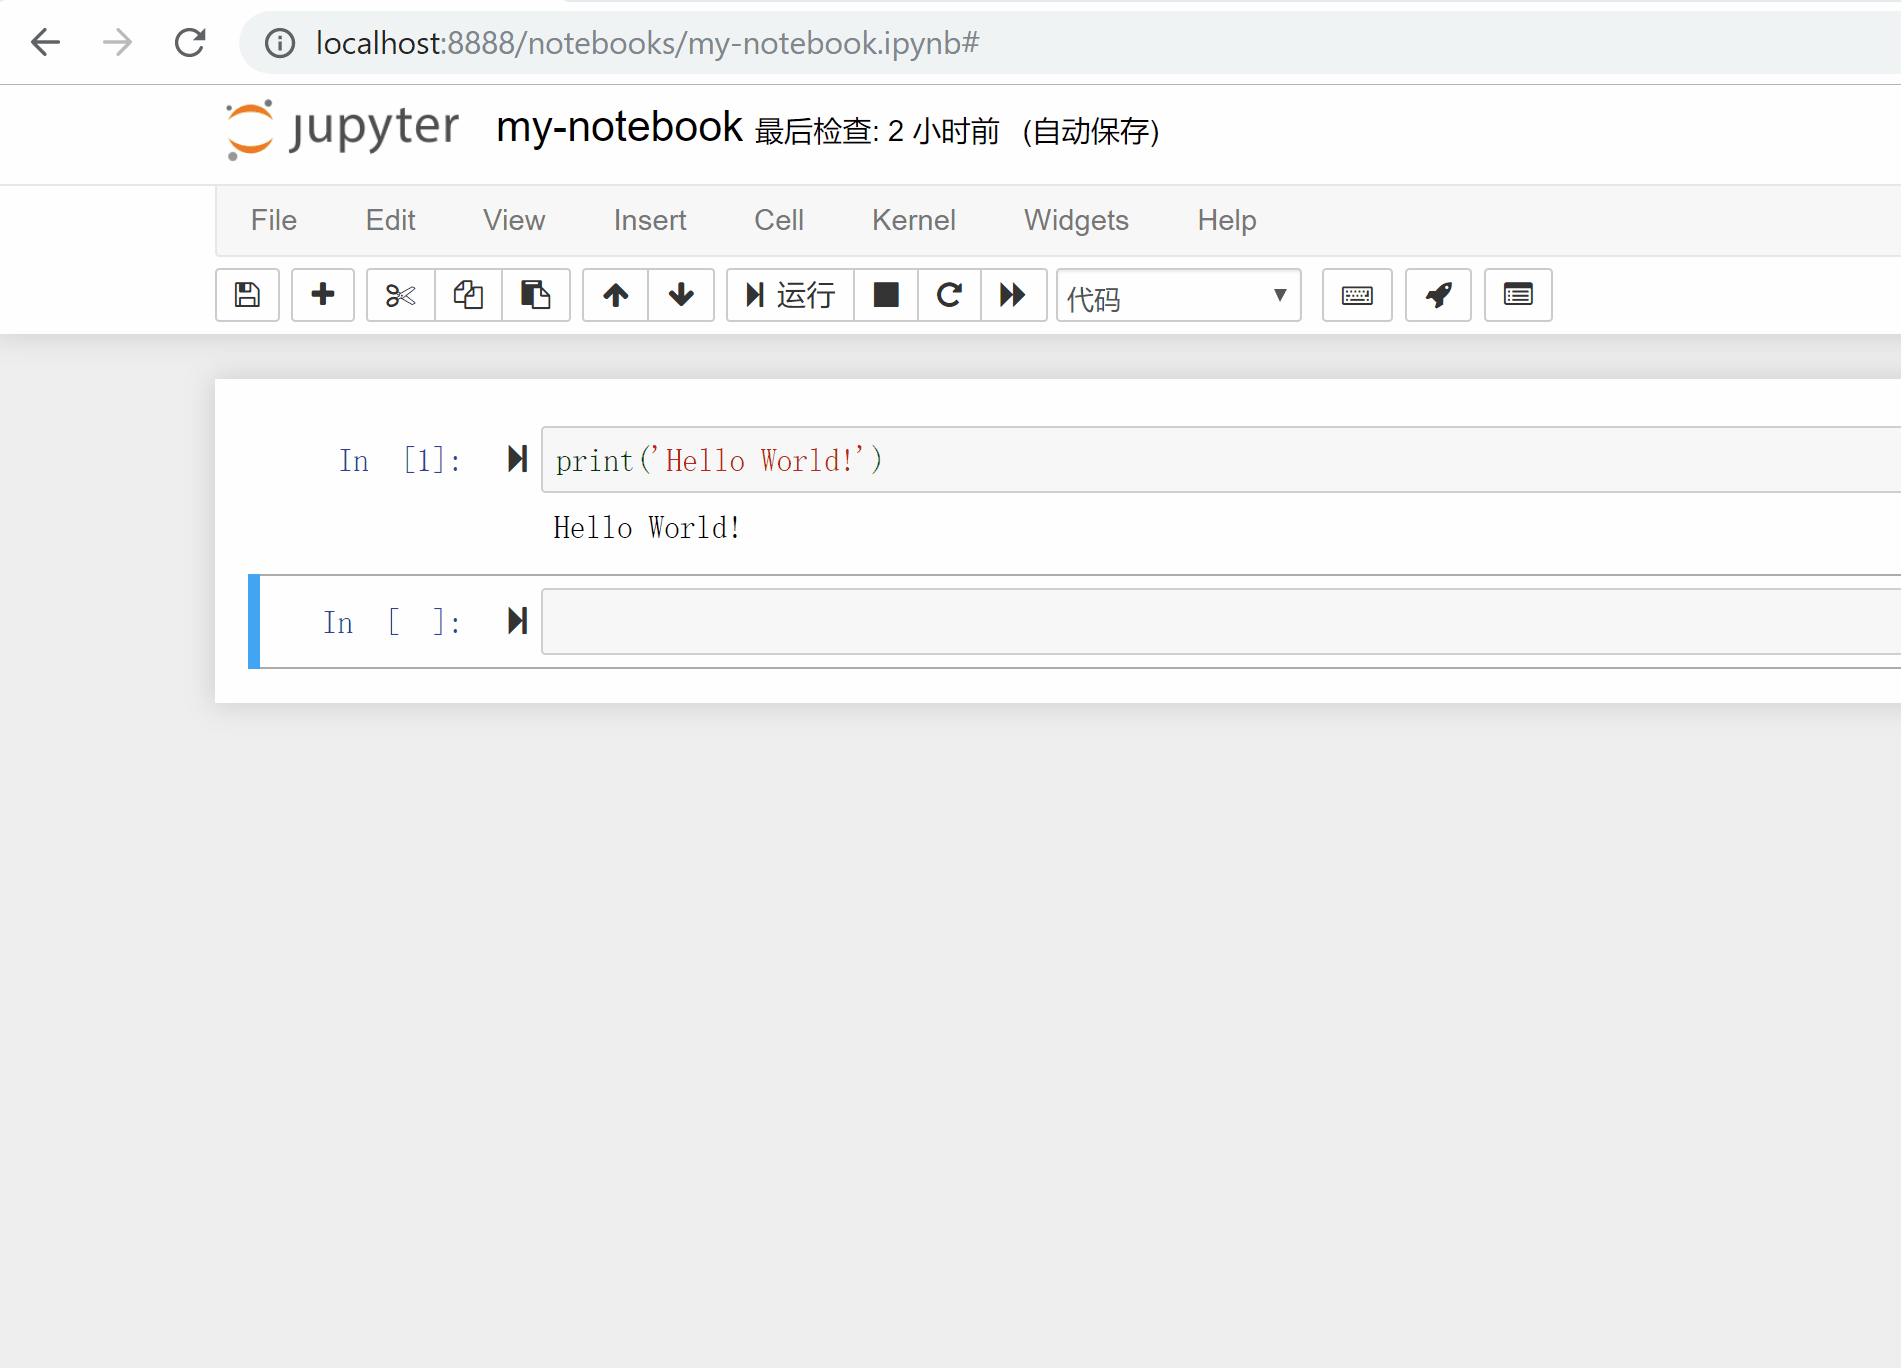 localhost:8888/notebooks/my-notebook.ipynb#
jupyter my-notebook 最后检查: 2 小时前 (自动保存)
File Edit View Insert Cell Kernel Widgets Help
运行 代码
In [1]: print('Hello World!')
Hello World!
In [ ]: